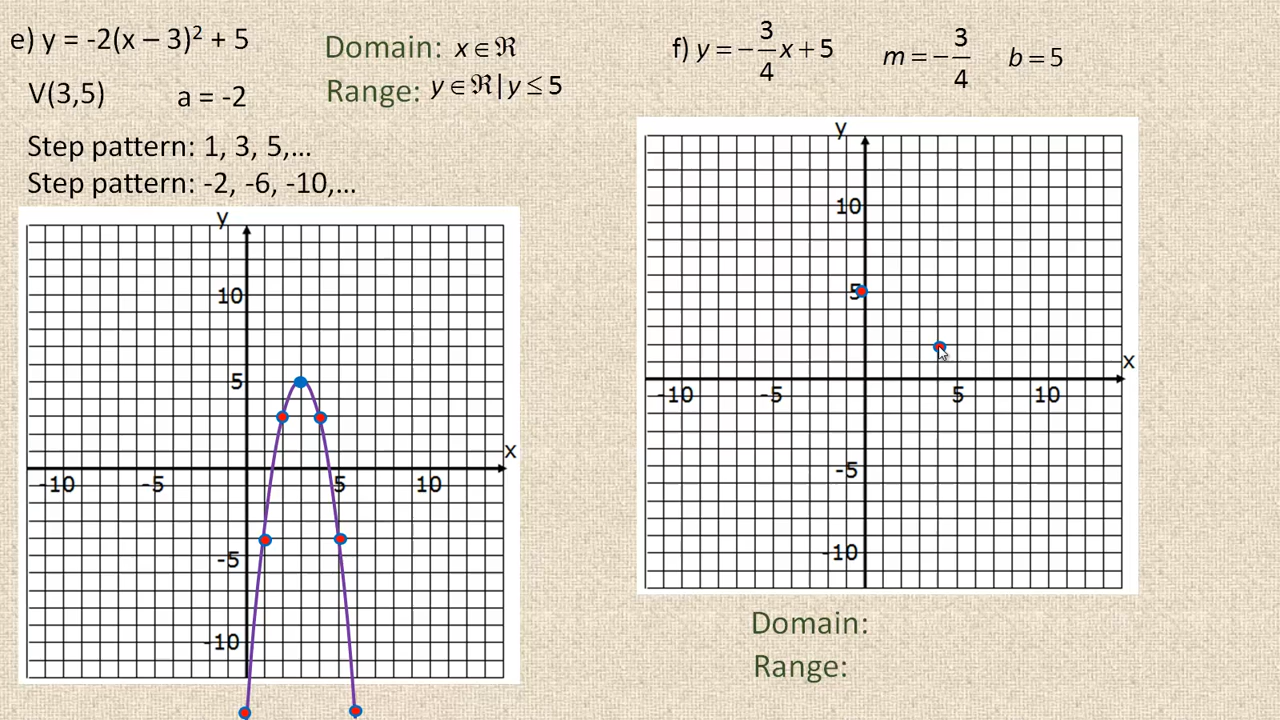 e) y = -2(x – 3)² + 5
Domain: x ∈ ℜ
Range: y ∈ ℜ | y ≤ 5
V(3,5) a = -2
Step pattern: 1, 3, 5,...
Step pattern: -2, -6, -10,...
y
10
5
x
-10 -5 5 10
-5
-10
f) y = −3/4x + 5 m = −3/4 b = 5
y
10
5
x
-10 -5 5 10
-5
-10
Domain:
Range: